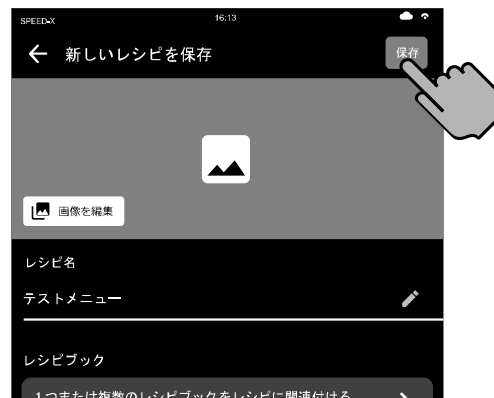 SPEED-X 16:13
新しいレシピを保存 保存
画像を編集
レシピ名
テストメニュー
レシピブック
1つまたは複数のレシピブックをレシピに関連付ける